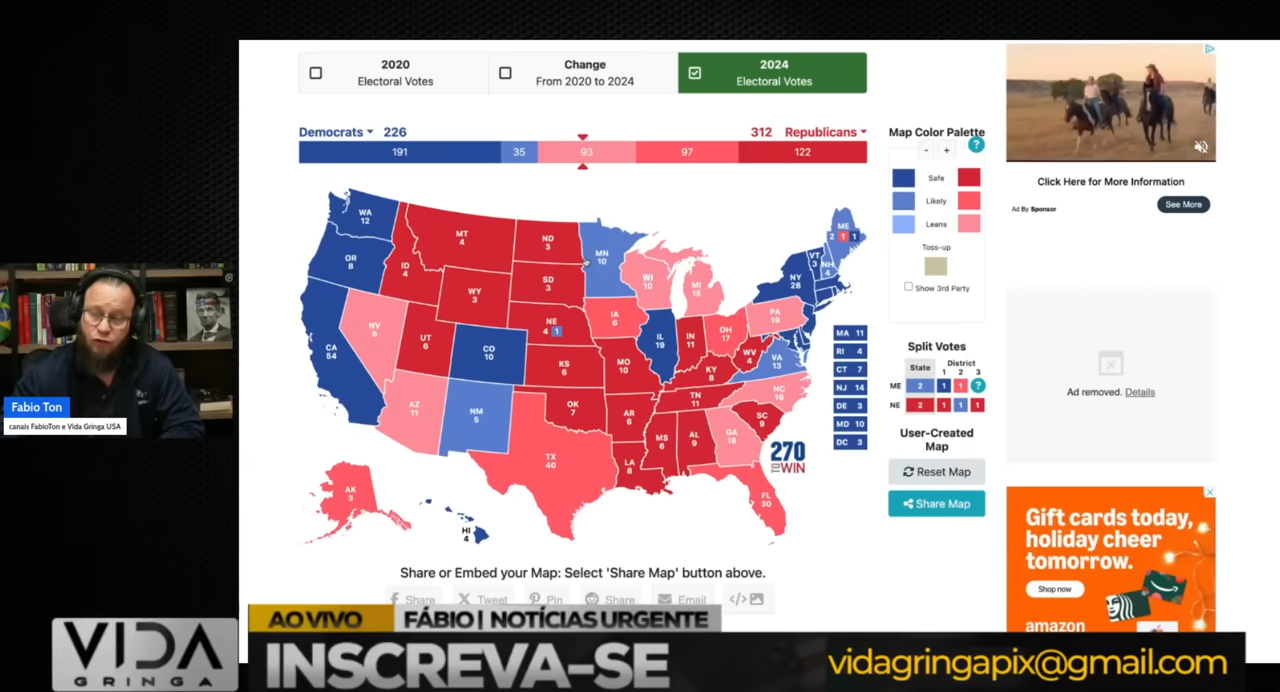 2020
Electoral Votes
Change
From 2020 to 2024
2024
Electoral Votes
Democrats 226
312 Republicans
191
35
93
97
122
Map Color Palette
- +
?
Safe
Likely
Leans
Toss-up
Show 3rd Party
WA
12
OR
8
CA
54
NV
6
ID
4
MT
4
WY
3
UT
6
AZ
11
CO
10
NM
5
ND
3
SD
3
NE
4 1
KS
6
OK
7
TX
40
MN
10
IA
6
MO
10
AR
6
LA
8
WI
10
IL
19
MS
6
MI
15
IN
11
KY
8
TN
11
AL
9
OH
17
WV
4
GA
16
FL
30
SC
9
NC
16
VA
13
PA
19
NY
28
VT
3
NH
4
ME
2 1 1
AK
3
HI
4
MA 11
RI 4
CT 7
NJ 14
DE 3
MD 10
DC 3
270
TO WIN
Split Votes
State
District
1 2 3
ME 2 1 1 ?
NE 2 1 1 1
User-Created
Map
Reset Map
Share Map
Share or Embed your Map: Select 'Share Map' button above.
Share
Tweet
Pin
Share
Email
</>
Click Here for More Information
Ad By Sponsor
See More
Ad removed. Details
Gift cards today,
holiday cheer
tomorrow.
Shop now
amazon
Fabio Ton
canais FabioTon e Vida Gringa USA
VIDA
GRINGA
AO VIVO
FÁBIO | NOTÍCIAS URGENTE
INSCREVA-SE
vidagringapix@gmail.com